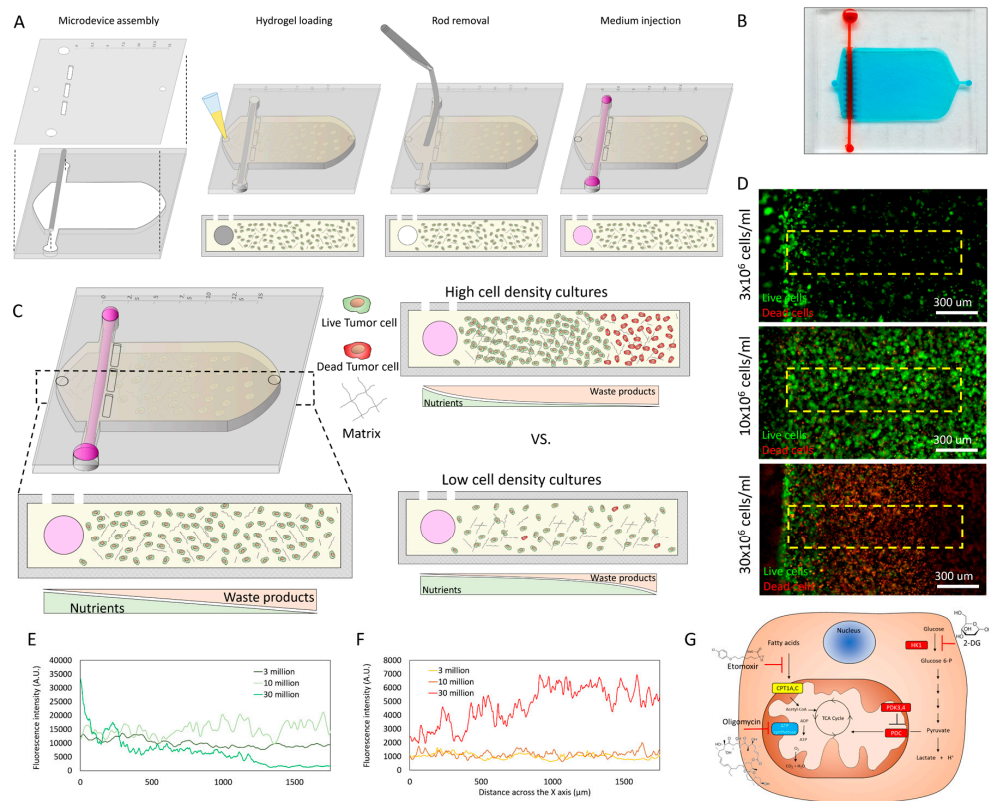 A
Microdevice assembly
Hydrogel loading
Rod removal
Medium injection
B
C
Live Tumor cell
Dead Tumor cell
Matrix
Nutrients
Waste products
High cell density cultures
Nutrients
Waste products
VS.
Low cell density cultures
Nutrients
Waste products
D
3x10⁶ cells/ml
Live cells
Dead cells
300 um
10x10⁶ cells/ml
Live cells
Dead cells
300 um
30x10⁶ cells/ml
Live cells
Dead cells
300 um
E
Fluorescence intensity (A.U.)
40000
35000
30000
25000
20000
15000
10000
5000
0
3 million
10 million
30 million
0
500
1000
1500
F
Fluorescence intensity (A.U.)
8000
7000
6000
5000
4000
3000
2000
1000
0
3 million
10 million
30 million
0
500
1000
1500
Distance across the X axis (μm)
G
Nucleus
Fatty acids
Etomoxir
CPT1A,C
Acetyl-CoA
TCA Cycle
ADP
ATP
Oligomycin
O₂
CO₂ + H₂O
Glucose
HK1
2-DG
Glucose 6-P
PDK3,4
PDC
Pyruvate
Lactate + H⁺